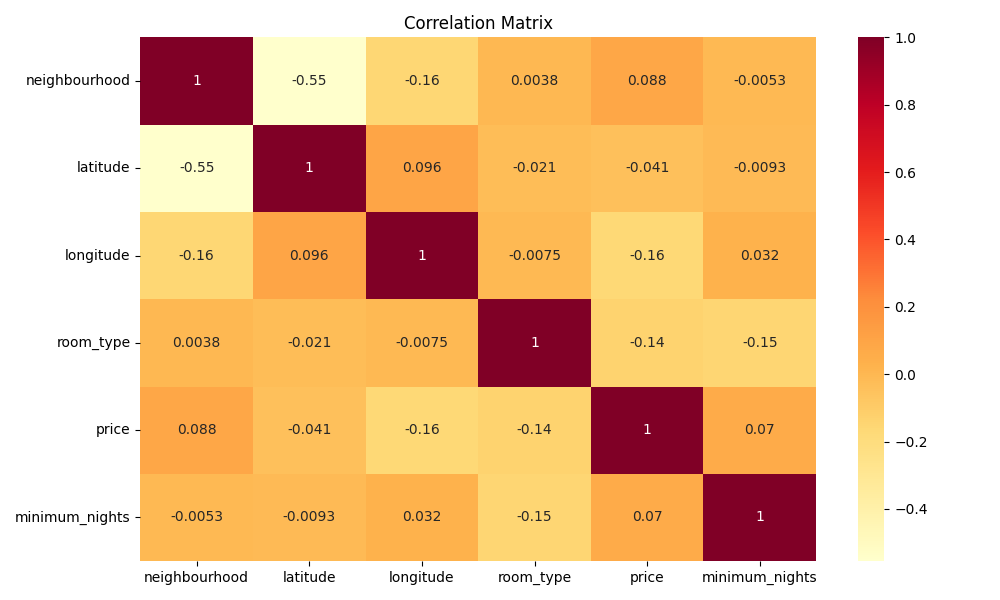 Correlation Matrix
neighbourhood 1 -0.55 -0.16 0.0038 0.088 -0.0053
latitude -0.55 1 0.096 -0.021 -0.041 -0.0093
longitude -0.16 0.096 1 -0.0075 -0.16 0.032
room_type 0.0038 -0.021 -0.0075 1 -0.14 -0.15
price 0.088 -0.041 -0.16 -0.14 1 0.07
minimum_nights -0.0053 -0.0093 0.032 -0.15 0.07 1
neighbourhood latitude longitude room_type price minimum_nights
1.0
0.8
0.6
0.4
0.2
0.0
−0.2
−0.4